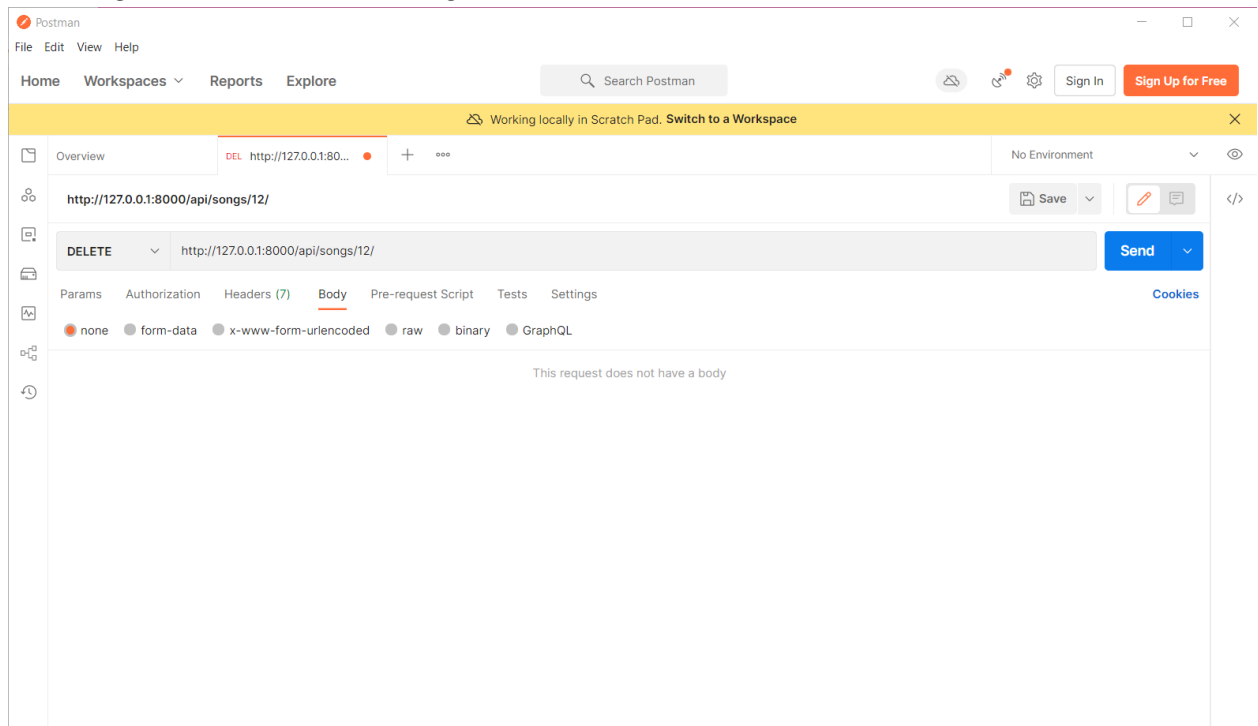 Postman
File Edit View Help
Home Workspaces Reports Explore Search Postman Sign In Sign Up for Free
Working locally in Scratch Pad. Switch to a Workspace
Overview DEL http://127.0.0.1:80... No Environment
http://127.0.0.1:8000/api/songs/12/ Save </>
DELETE http://127.0.0.1:8000/api/songs/12/ Send
Params Authorization Headers (7) Body Pre-request Script Tests Settings Cookies
none form-data x-www-form-urlencoded raw binary GraphQL
This request does not have a body